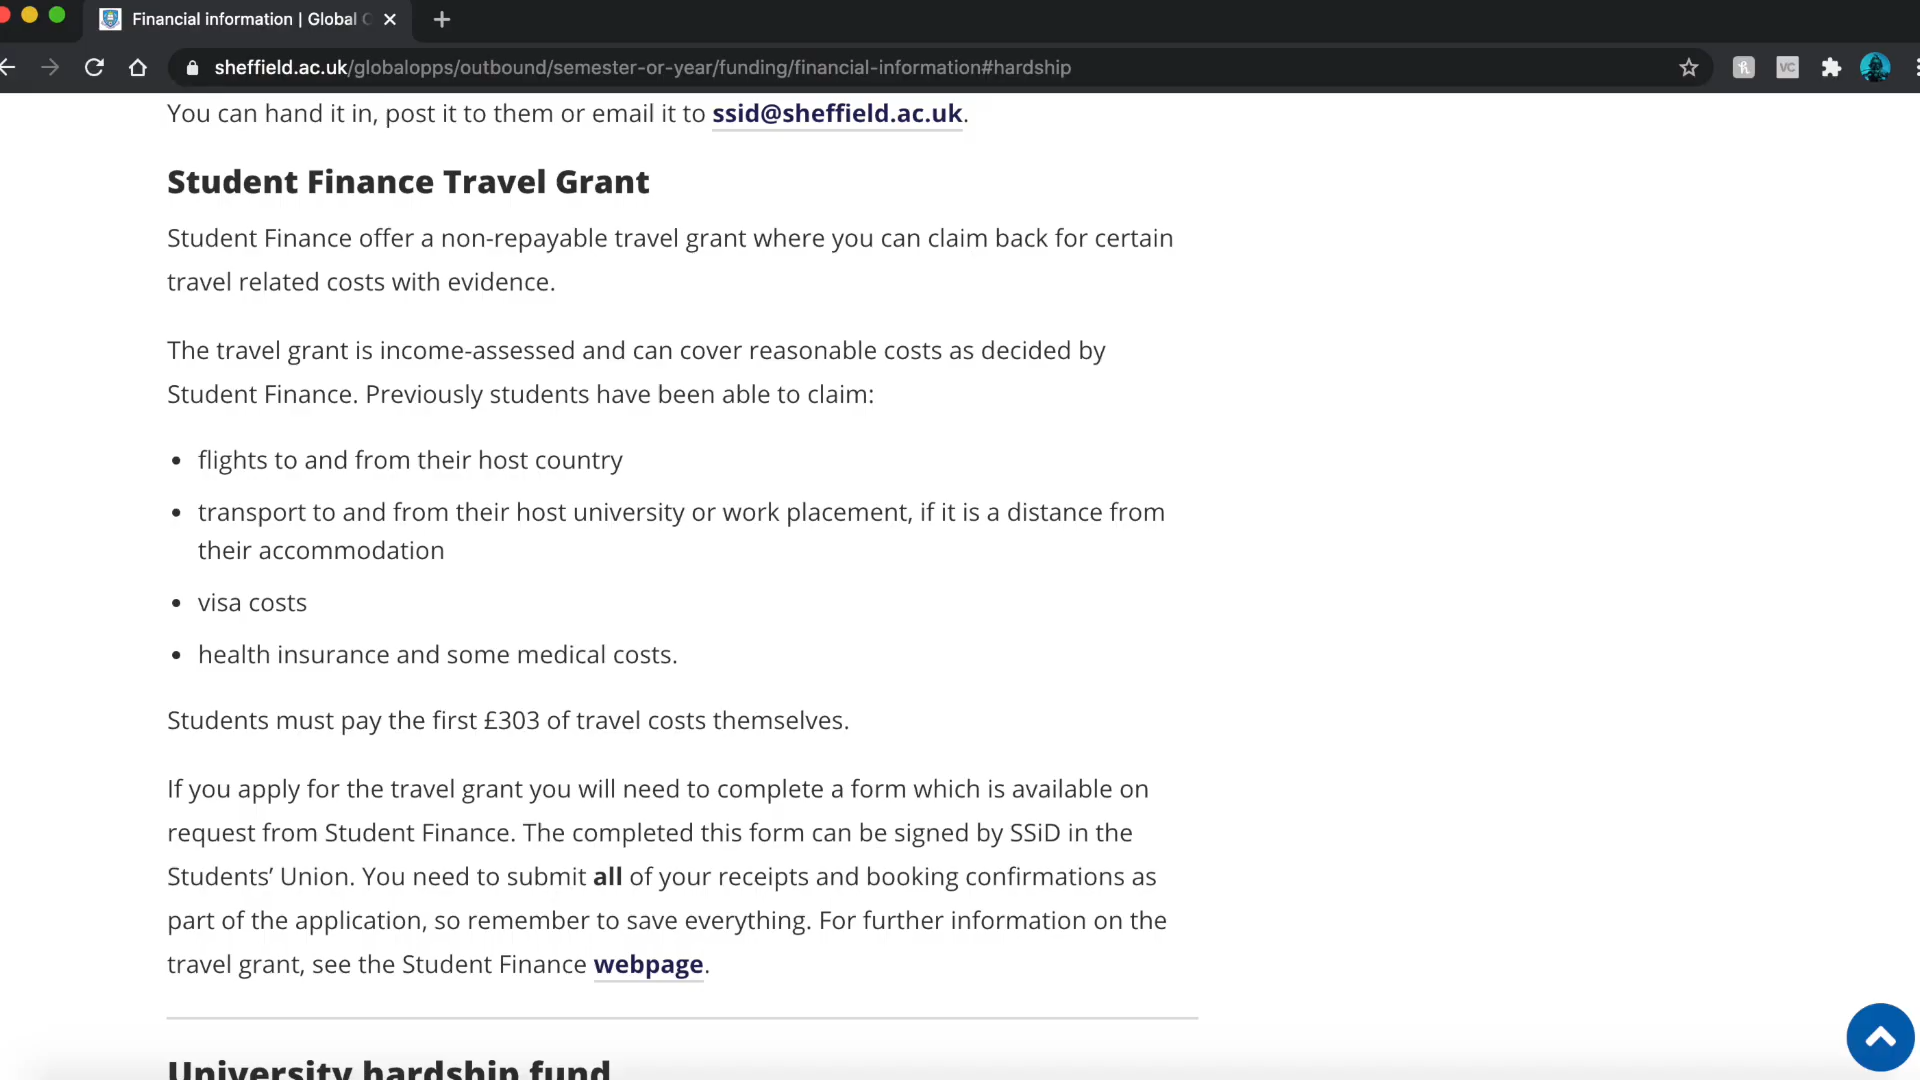 Financial information | Global
sheffield.ac.uk/globalopps/outbound/semester-or-year/funding/financial-information#hardship
VC
You can hand it in, post it to them or email it to ssid@sheffield.ac.uk.
Student Finance Travel Grant
Student Finance offer a non-repayable travel grant where you can claim back for certain
travel related costs with evidence.
The travel grant is income-assessed and can cover reasonable costs as decided by
Student Finance. Previously students have been able to claim:
• flights to and from their host country
• transport to and from their host university or work placement, if it is a distance from
their accommodation
• visa costs
• health insurance and some medical costs.
Students must pay the first £303 of travel costs themselves.
If you apply for the travel grant you will need to complete a form which is available on
request from Student Finance. The completed this form can be signed by SSiD in the
Students’ Union. You need to submit all of your receipts and booking confirmations as
part of the application, so remember to save everything. For further information on the
travel grant, see the Student Finance webpage.
University hardship fund